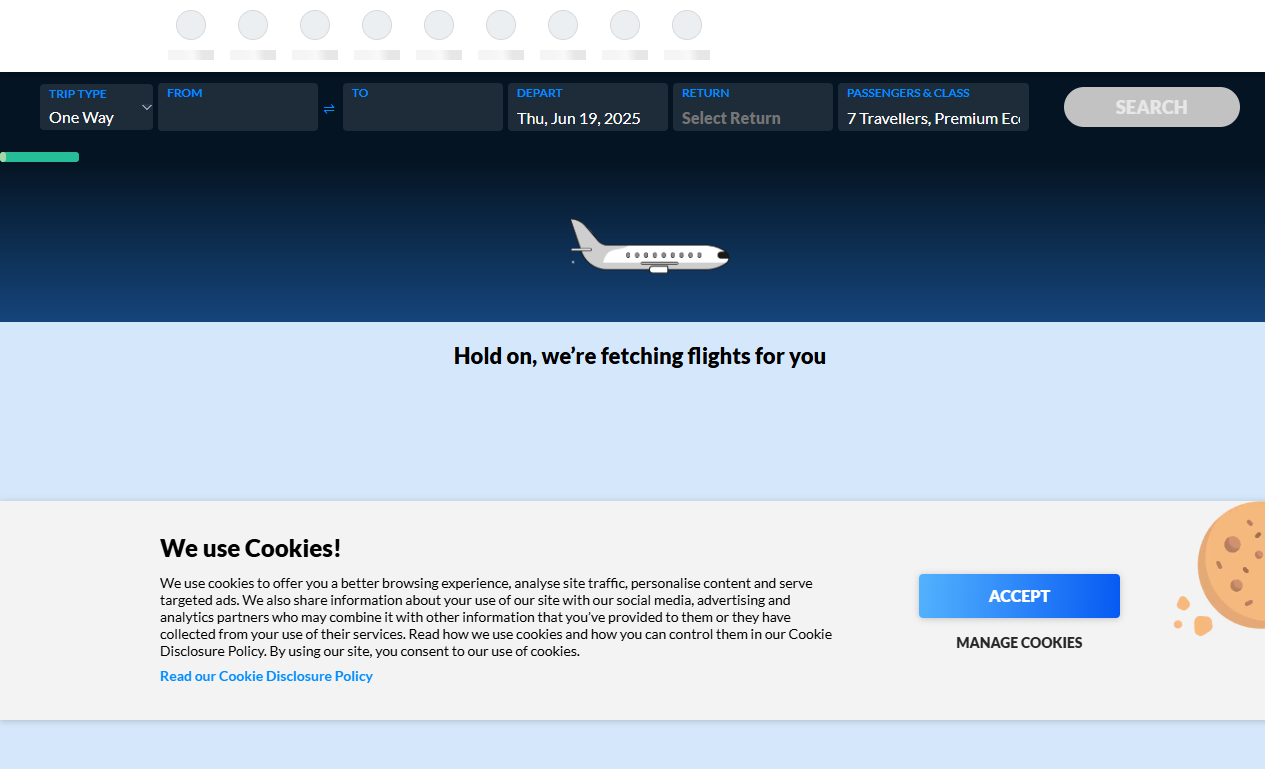 TRIP TYPE
One Way
FROM
⇌
TO
DEPART
Thu, Jun 19, 2025
RETURN
Select Return
PASSENGERS & CLASS
7 Travellers, Premium Ec
SEARCH
Hold on, we’re fetching flights for you
We use Cookies!
We use cookies to offer you a better browsing experience, analyse site traffic, personalise content and serve
targeted ads. We also share information about your use of our site with our social media, advertising and
analytics partners who may combine it with other information that you’ve provided to them or they have
collected from your use of their services. Read how we use cookies and how you can control them in our Cookie
Disclosure Policy. By using our site, you consent to our use of cookies.
Read our Cookie Disclosure Policy
ACCEPT
MANAGE COOKIES